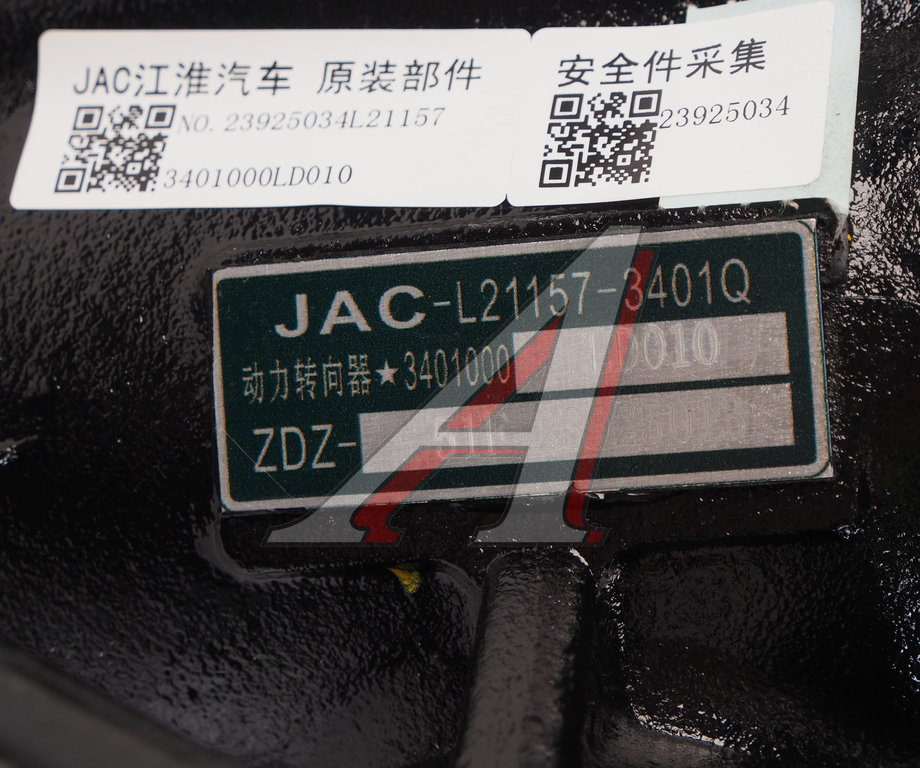 JAC江淮汽车 原装部件
NO. 23925034L21157
3401000LD010
安全件采集
23925034
JAC-L21157-3401Q
动力转向器★3401000 LD010
ZDZ-